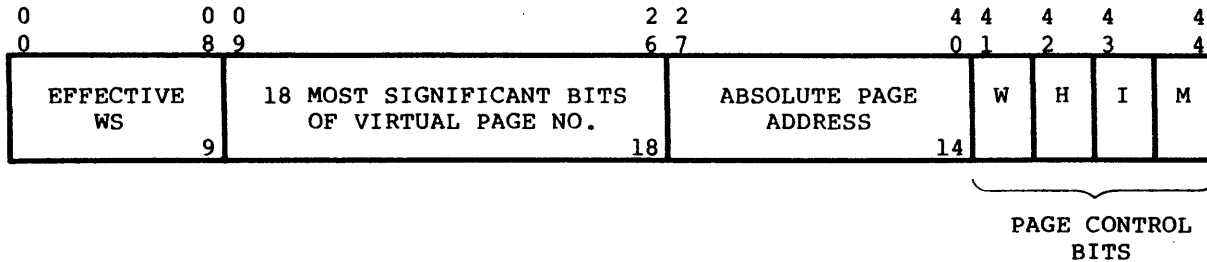 0 0 0 2 2 4 4 4 4 4
0 8 9 6 7 0 1 2 3 4
EFFECTIVE 18 MOST SIGNIFICANT BITS ABSOLUTE PAGE W H I M
WS OF VIRTUAL PAGE NO. ADDRESS
9 18 14
PAGE CONTROL
BITS